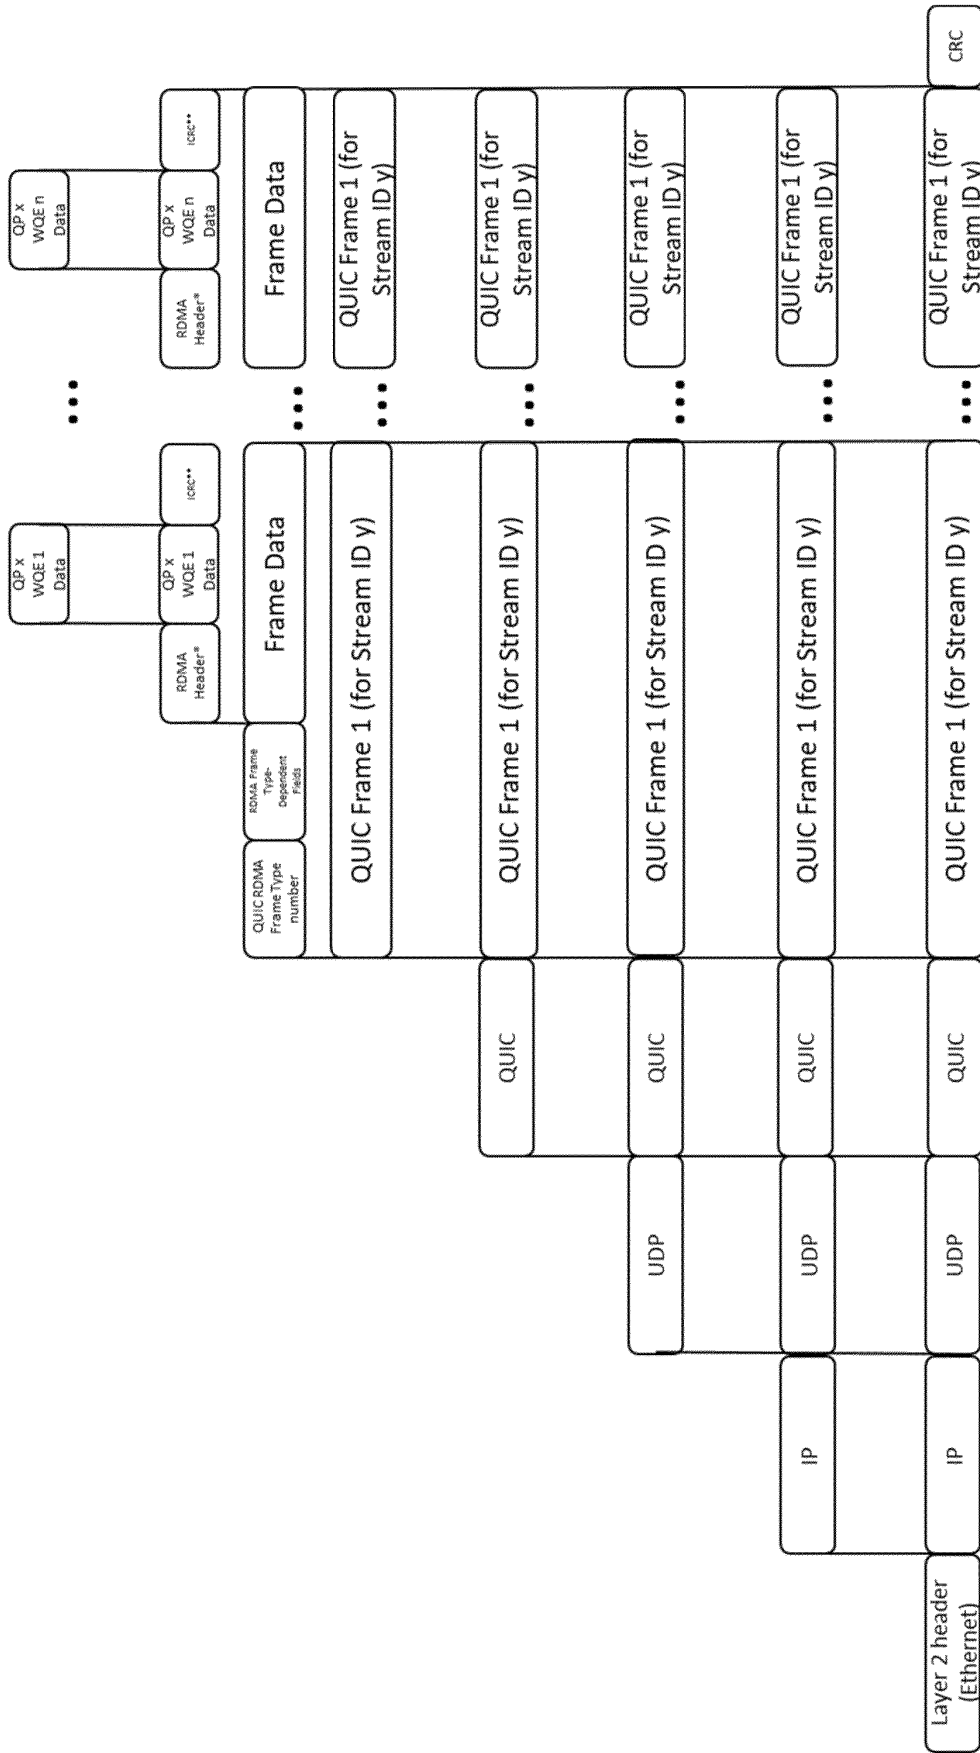 QP x
WQE 1
Data
...
QP x
WQE n
Data
RDMA
Header*
QP x
WQE 1
Data
ICRC**
RDMA
Header*
QP x
WQE n
Data
ICRC**
QUIC RDMA
Frame Type
number
RDMA Frame
Type-
Dependent
Fields
Frame Data
...
Frame Data
QUIC Frame 1 (for Stream ID y)
...
QUIC Frame 1 (for
Stream ID y)
QUIC
QUIC Frame 1 (for Stream ID y)
...
QUIC Frame 1 (for
Stream ID y)
UDP
QUIC
QUIC Frame 1 (for Stream ID y)
...
QUIC Frame 1 (for
Stream ID y)
IP
UDP
QUIC
QUIC Frame 1 (for Stream ID y)
...
QUIC Frame 1 (for
Stream ID y)
Layer 2 header
(Ethernet)
IP
UDP
QUIC
QUIC Frame 1 (for Stream ID y)
...
QUIC Frame 1 (for
Stream ID y)
CRC